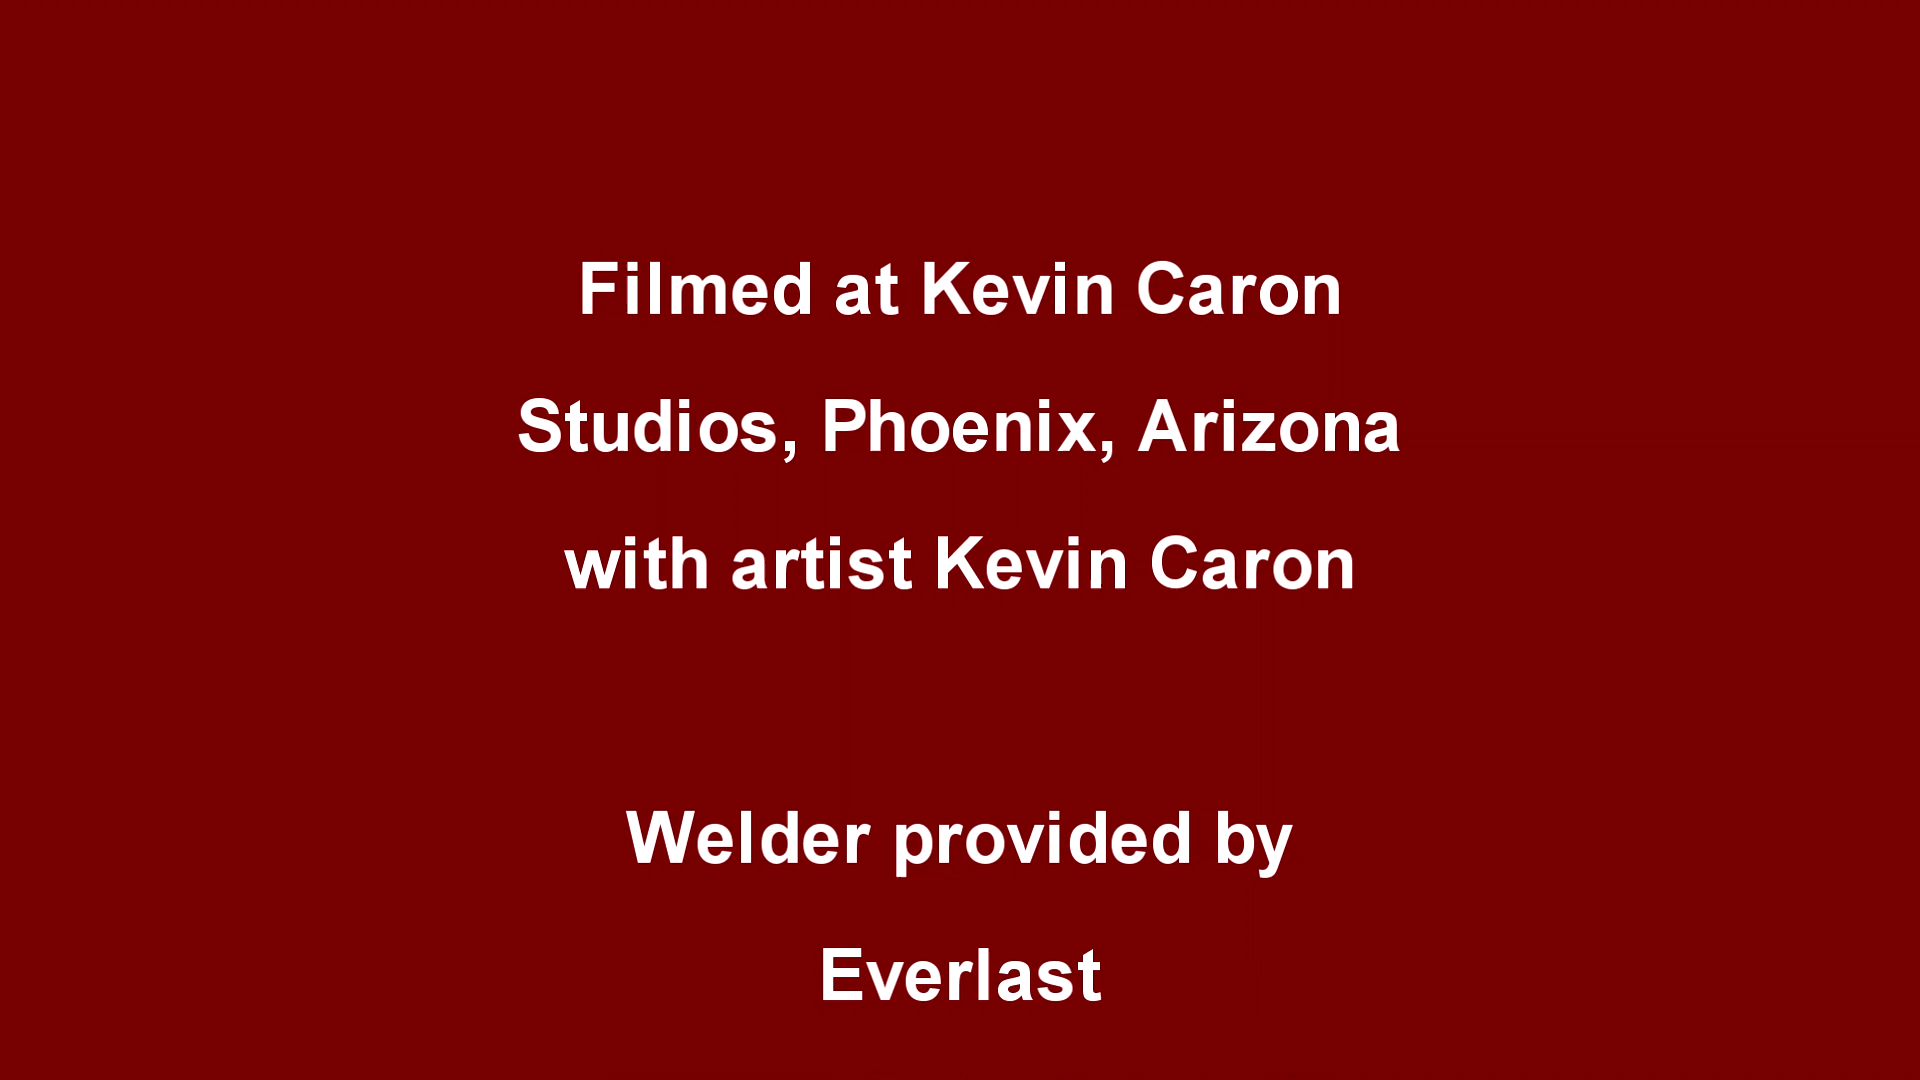 Filmed at Kevin Caron
Studios, Phoenix, Arizona
with artist Kevin Caron
Welder provided by
Everlast